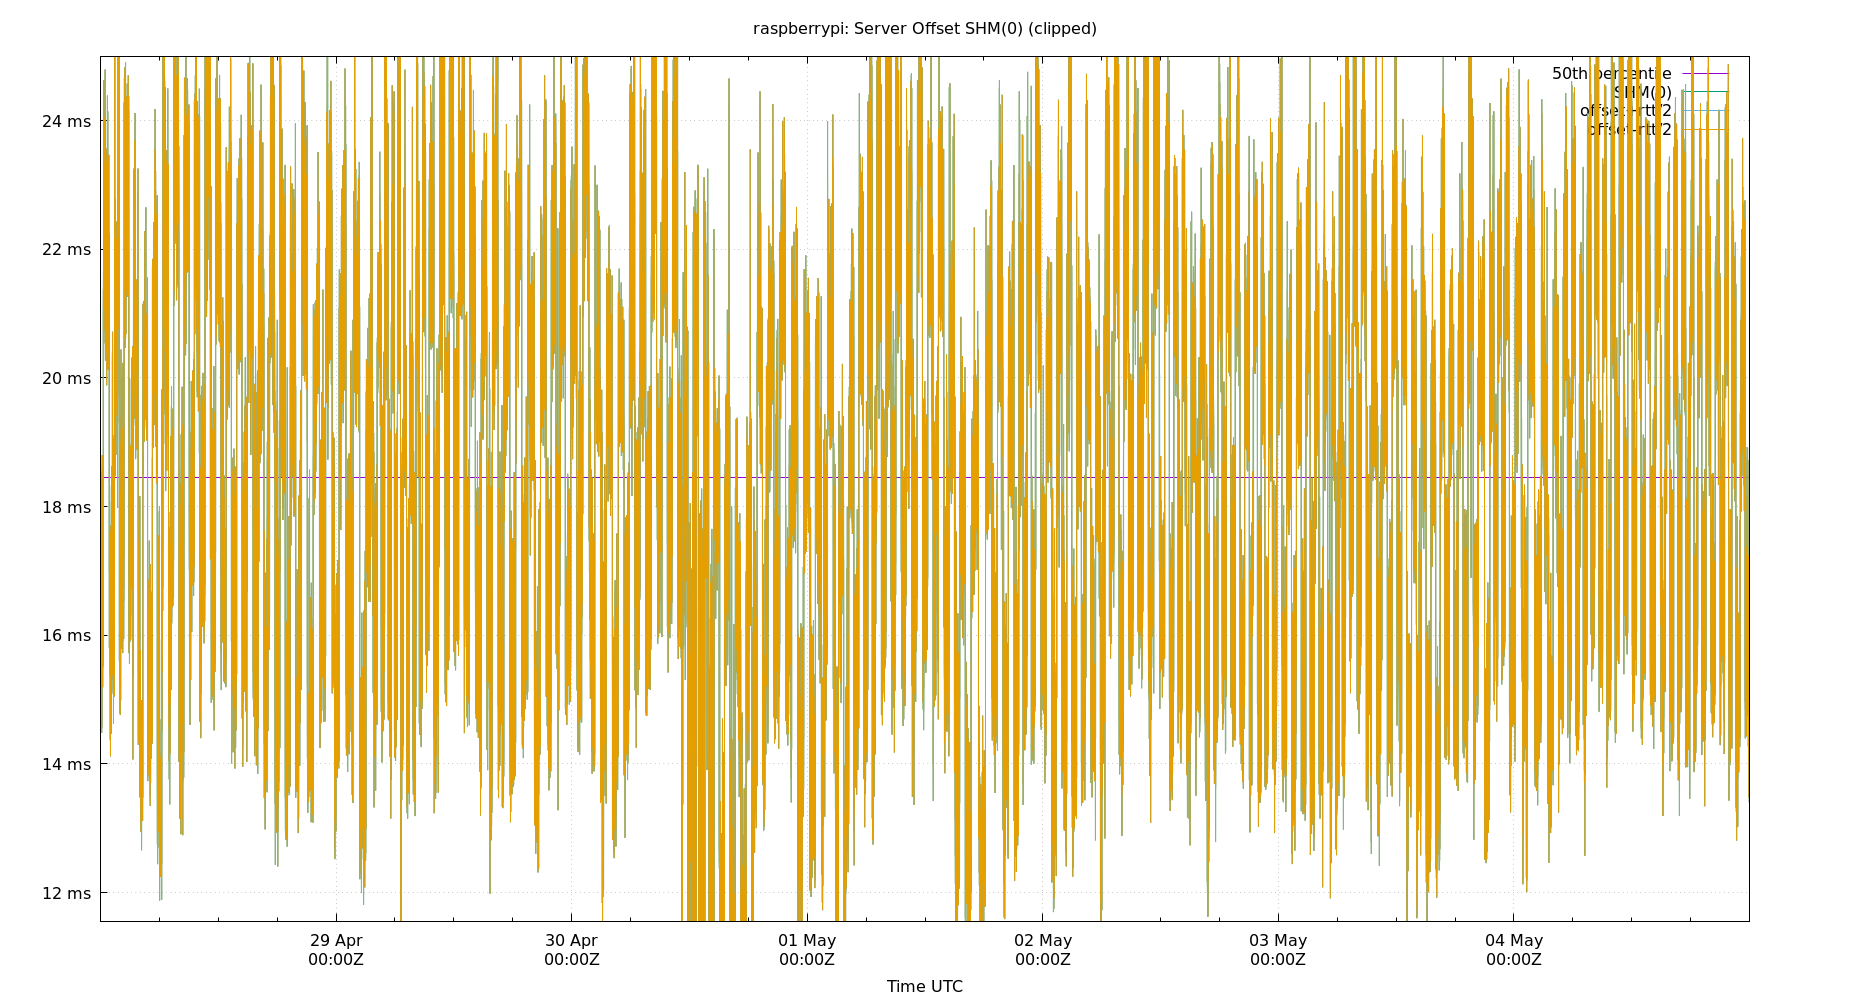 raspberrypi: Server Offset SHM(0) (clipped)
50th percentile
SHM(0)
offset+rtt/2
offset-rtt/2
24 ms
22 ms
20 ms
18 ms
16 ms
14 ms
12 ms
29 Apr
00:00Z
30 Apr
00:00Z
01 May
00:00Z
02 May
00:00Z
03 May
00:00Z
04 May
00:00Z
Time UTC